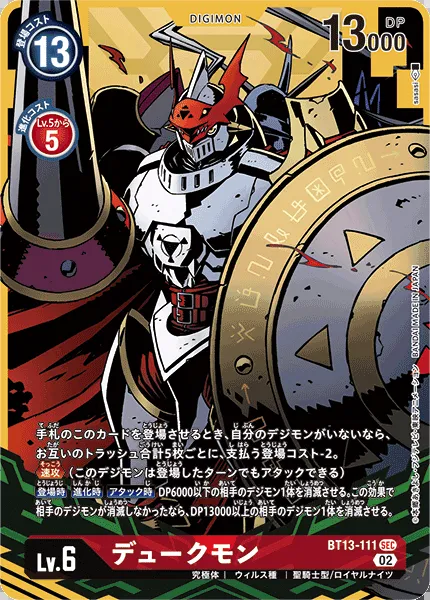 DIGIMON
登場コスト
13
13000
DP
進化コスト
Lv.5から
5
sasasi
手札のこのカードを登場させるとき、自分のデジモンがいないなら、
お互いのトラッシュ合計5枚ごとに、支払う登場コスト-2。
速攻 (このデジモンは登場したターンでもアタックできる)
登場時 進化時 アタック時 DP6000以下の相手のデジモン1体を消滅させる。この効果で
相手のデジモンが消滅しなかったなら、DP13000以上の相手のデジモン1体を消滅させる。
BT13-111 SEC
Lv.6
デュークモン
02
究極体 | ウィルス種 | 聖騎士型/ロイヤルナイツ
BANDAI MADE IN JAPAN